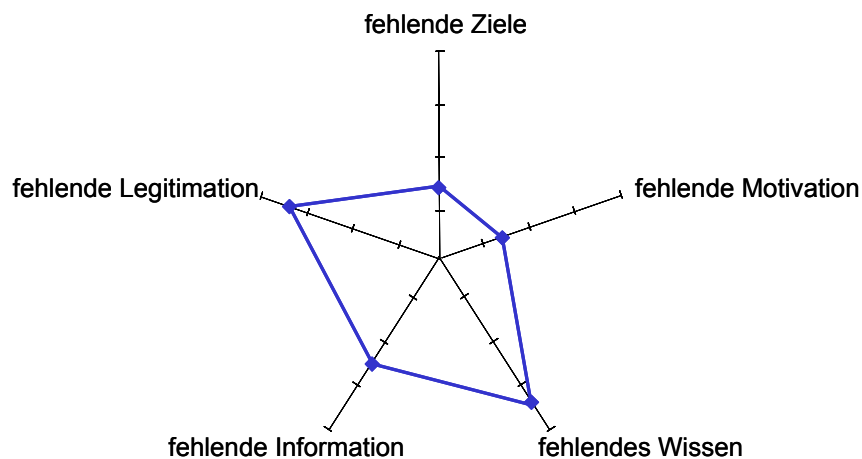 fehlende Ziele
fehlende Legitimation
fehlende Motivation
fehlende Information
fehlendes Wissen